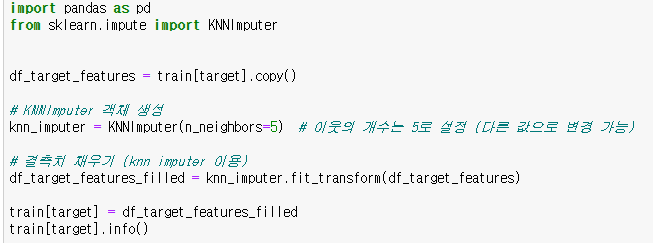 import pandas as pd
from sklearn.impute import KNNImputer
df_target_features = train[target].copy()
# KNNImputer 객체 생성
knn_imputer = KNNImputer(n_neighbors=5)  # 이웃의 개수는 5로 설정 (다른 값으로 변경 가능)
# 결측치 채우기 (knn imputer 이용)
df_target_features_filled = knn_imputer.fit_transform(df_target_features)
train[target] = df_target_features_filled
train[target].info()